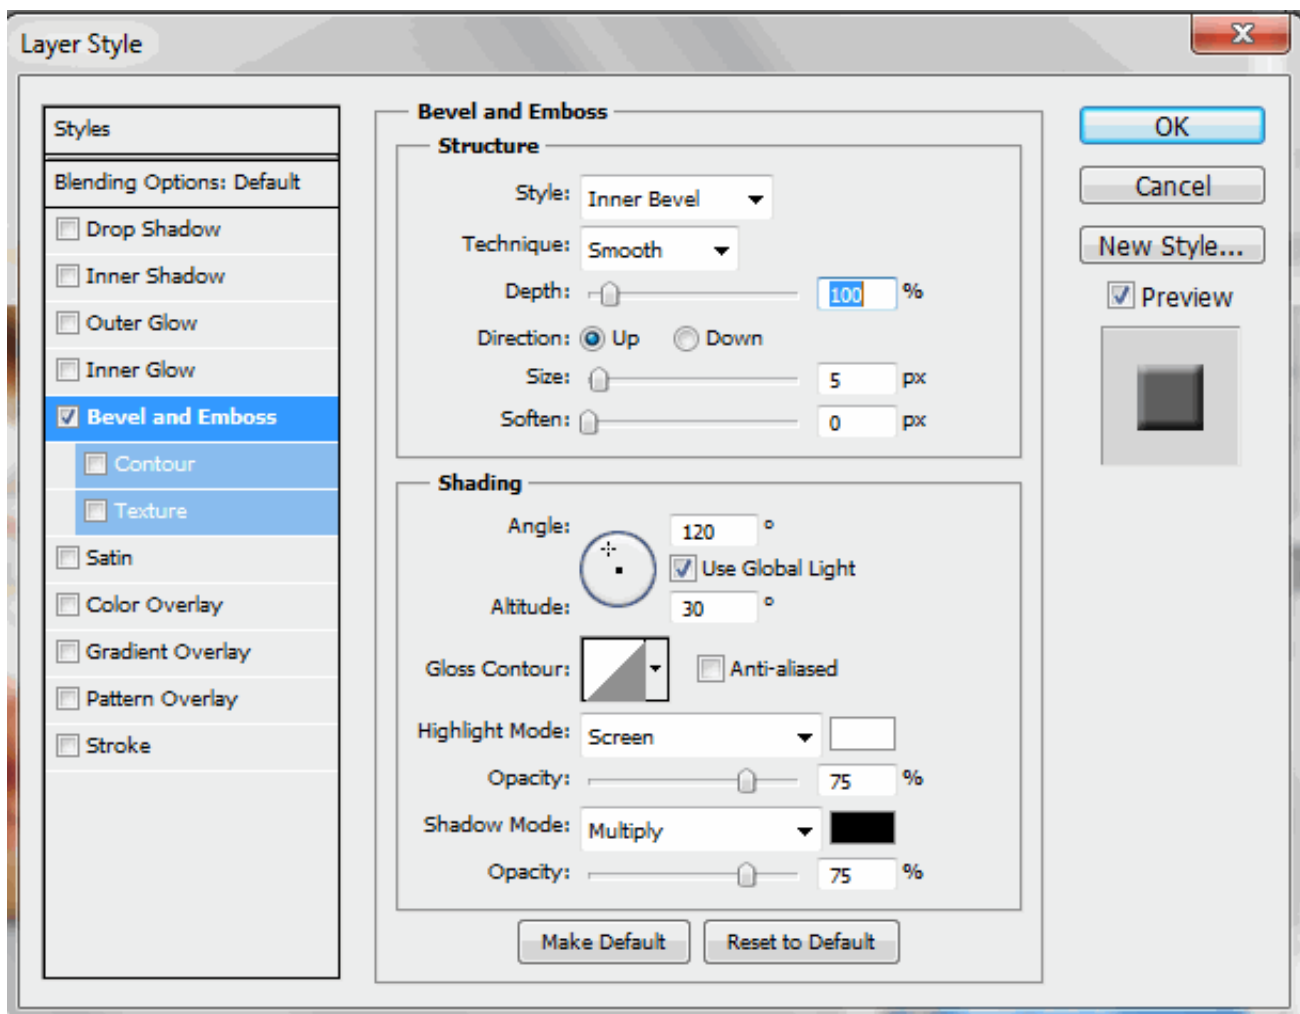 Layer Style
Styles
Blending Options: Default
Drop Shadow
Inner Shadow
Outer Glow
Inner Glow
Bevel and Emboss
Contour
Texture
Satin
Color Overlay
Gradient Overlay
Pattern Overlay
Stroke
Bevel and Emboss
Structure
Style: Inner Bevel
Technique: Smooth
Depth: 100 %
Direction: Up Down
Size: 5 px
Soften: 0 px
Shading
Angle: 120 °
Use Global Light
Altitude: 30 °
Gloss Contour: Anti-aliased
Highlight Mode: Screen
Opacity: 75 %
Shadow Mode: Multiply
Opacity: 75 %
Make Default Reset to Default
OK
Cancel
New Style...
Preview